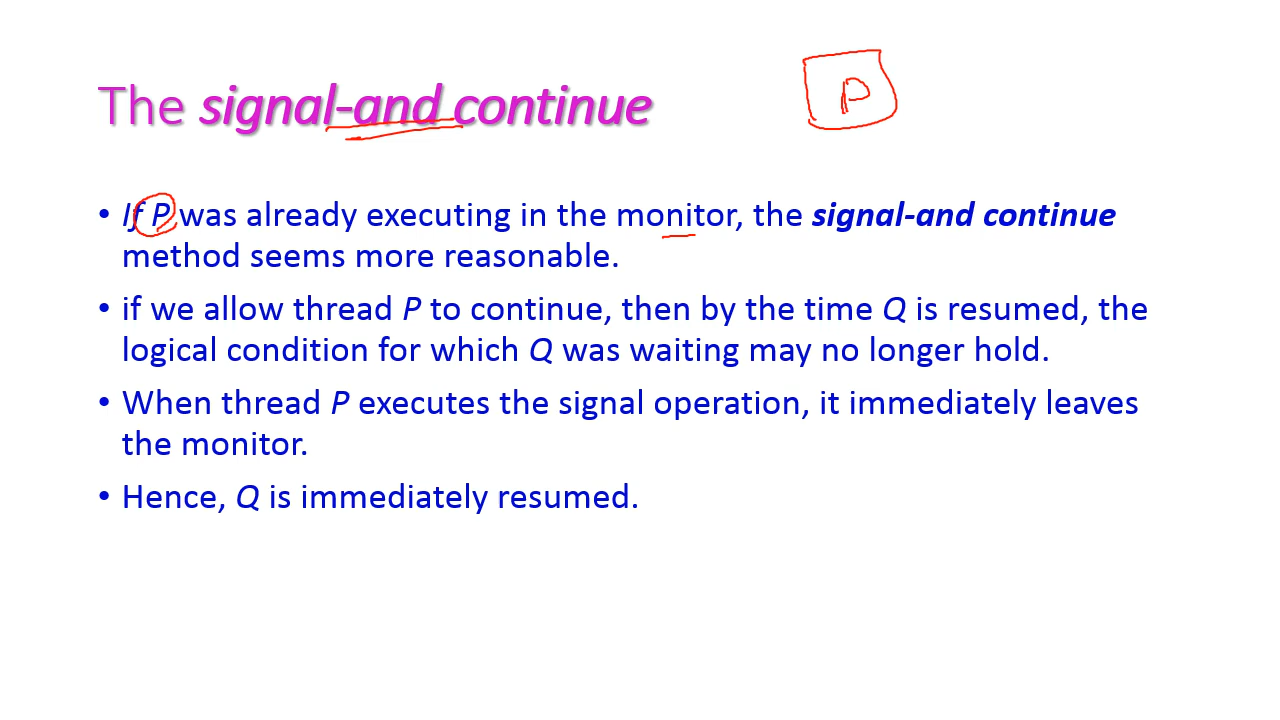 The signal-and continue
P
• If P was already executing in the monitor, the signal-and continue
method seems more reasonable.
• if we allow thread P to continue, then by the time Q is resumed, the
logical condition for which Q was waiting may no longer hold.
• When thread P executes the signal operation, it immediately leaves
the monitor.
• Hence, Q is immediately resumed.